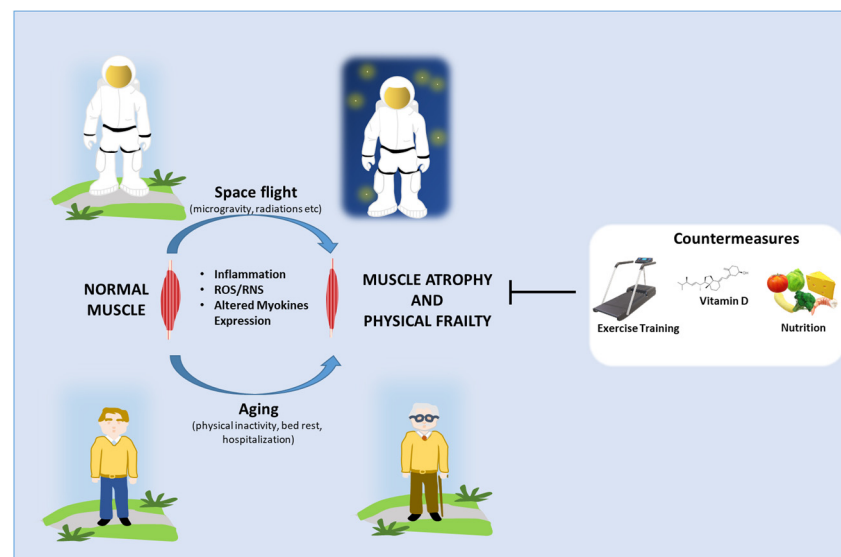 Space flight
(microgravity, radiations etc)
NORMAL
MUSCLE
• Inflammation
• ROS/RNS
• Altered Myokines
Expression
MUSCLE ATROPHY
AND
PHYSICAL FRAILTY
Countermeasures
Exercise Training
Vitamin D
Nutrition
Aging
(physical inactivity, bed rest,
hospitalization)